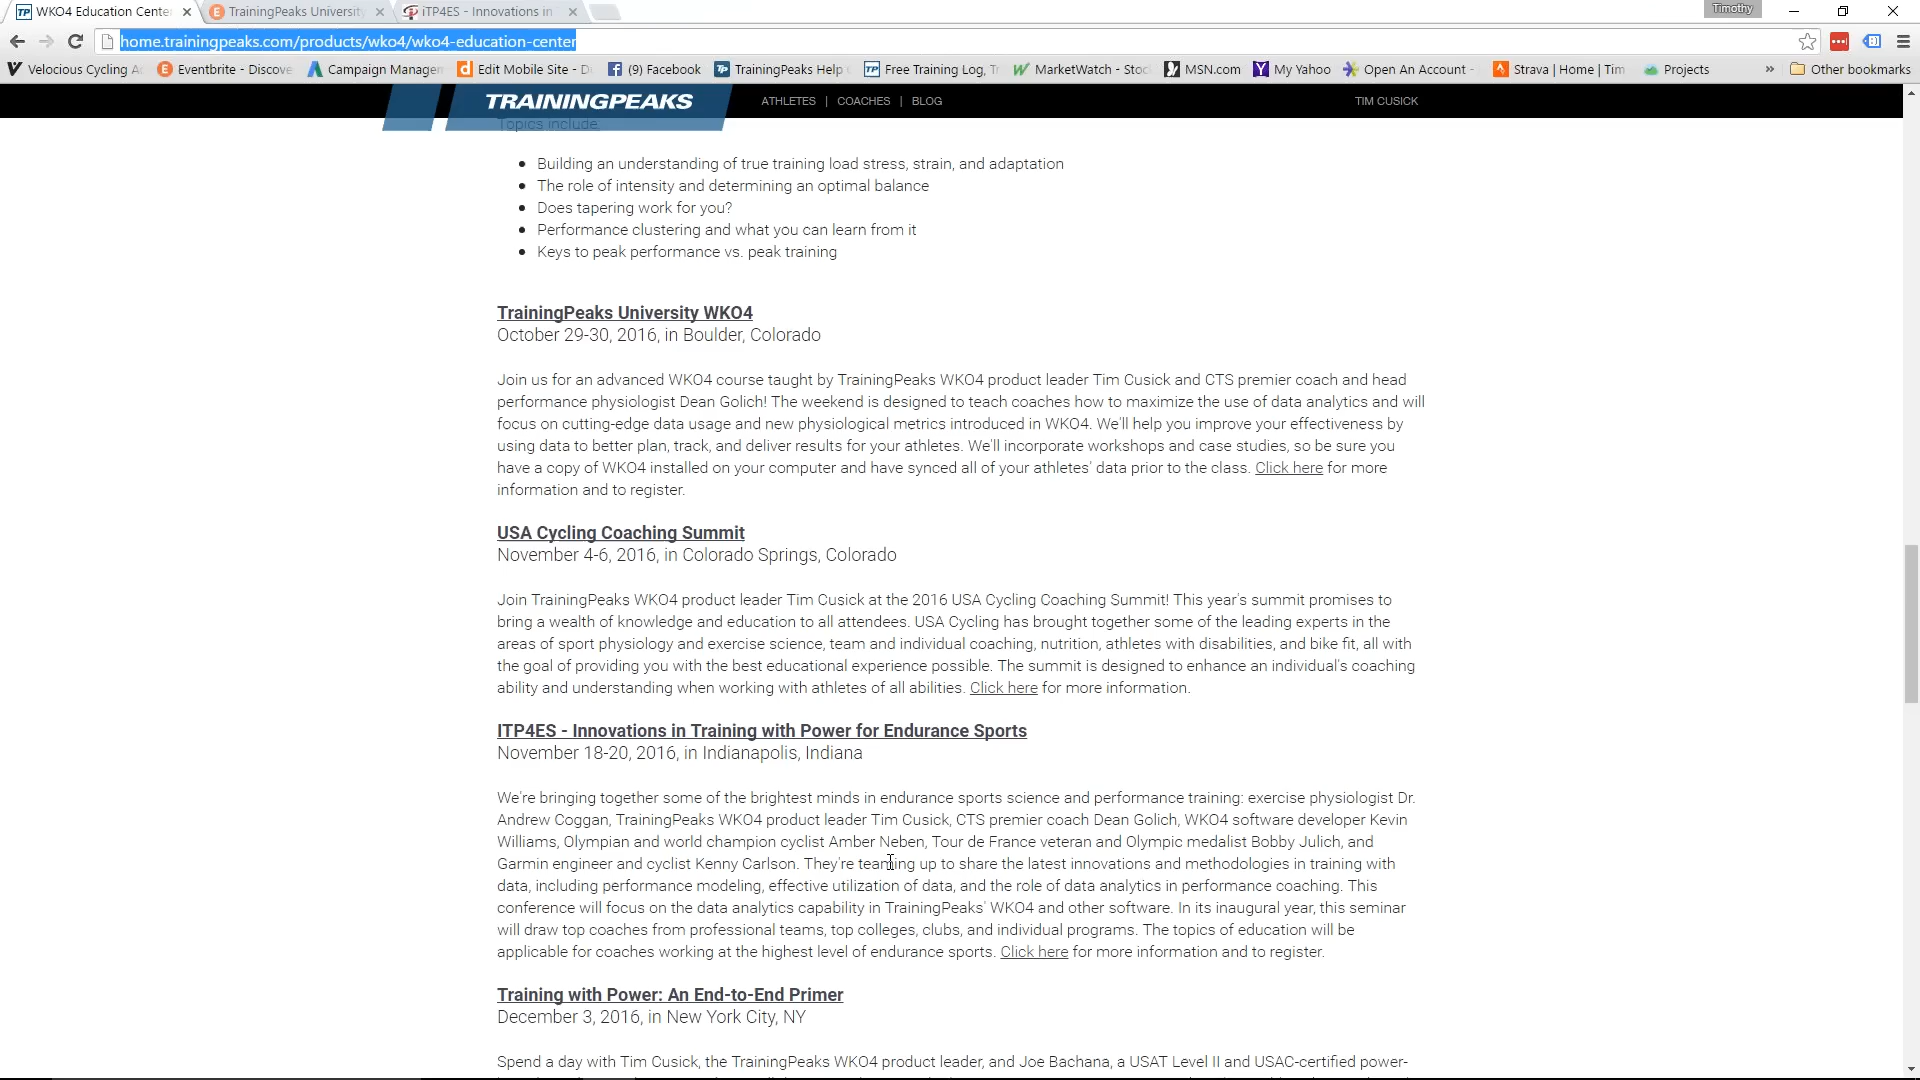 WKO4 Education Cente
TrainingPeaks University
iTP4ES - Innovations in
Timothy
home.trainingpeaks.com/products/wko4/wko4-education-center
Velocious Cycling A
Eventbrite - Discove
Campaign Manager
Edit Mobile Site - D
(9) Facebook
TrainingPeaks Help
Free Training Log, T
MarketWatch - Stoc
MSN.com
My Yahoo
Open An Account -
Strava | Home | Tim
Projects
»
Other bookmarks
TRAININGPEAKS
ATHLETES | COACHES | BLOG
TIM CUSICK
Topics include,
• Building an understanding of true training load stress, strain, and adaptation
• The role of intensity and determining an optimal balance
• Does tapering work for you?
• Performance clustering and what you can learn from it
• Keys to peak performance vs. peak training
TrainingPeaks University WKO4
October 29-30, 2016, in Boulder, Colorado
Join us for an advanced WKO4 course taught by TrainingPeaks WKO4 product leader Tim Cusick and CTS premier coach and head
performance physiologist Dean Golich! The weekend is designed to teach coaches how to maximize the use of data analytics and will
focus on cutting-edge data usage and new physiological metrics introduced in WKO4. We'll help you improve your effectiveness by
using data to better plan, track, and deliver results for your athletes. We'll incorporate workshops and case studies, so be sure you
have a copy of WKO4 installed on your computer and have synced all of your athletes' data prior to the class. Click here for more
information and to register.
USA Cycling Coaching Summit
November 4-6, 2016, in Colorado Springs, Colorado
Join TrainingPeaks WKO4 product leader Tim Cusick at the 2016 USA Cycling Coaching Summit! This year's summit promises to
bring a wealth of knowledge and education to all attendees. USA Cycling has brought together some of the leading experts in the
areas of sport physiology and exercise science, team and individual coaching, nutrition, athletes with disabilities, and bike fit, all with
the goal of providing you with the best educational experience possible. The summit is designed to enhance an individual's coaching
ability and understanding when working with athletes of all abilities. Click here for more information.
ITP4ES - Innovations in Training with Power for Endurance Sports
November 18-20, 2016, in Indianapolis, Indiana
We're bringing together some of the brightest minds in endurance sports science and performance training: exercise physiologist Dr.
Andrew Coggan, TrainingPeaks WKO4 product leader Tim Cusick, CTS premier coach Dean Golich, WKO4 software developer Kevin
Williams, Olympian and world champion cyclist Amber Neben, Tour de France veteran and Olympic medalist Bobby Julich, and
Garmin engineer and cyclist Kenny Carlson. They're teaming up to share the latest innovations and methodologies in training with
data, including performance modeling, effective utilization of data, and the role of data analytics in performance coaching. This
conference will focus on the data analytics capability in TrainingPeaks' WKO4 and other software. In its inaugural year, this seminar
will draw top coaches from professional teams, top colleges, clubs, and individual programs. The topics of education will be
applicable for coaches working at the highest level of endurance sports. Click here for more information and to register.
Training with Power: An End-to-End Primer
December 3, 2016, in New York City, NY
Spend a day with Tim Cusick, the TrainingPeaks WKO4 product leader, and Joe Bachana, a USAT Level II and USAC-certified power-